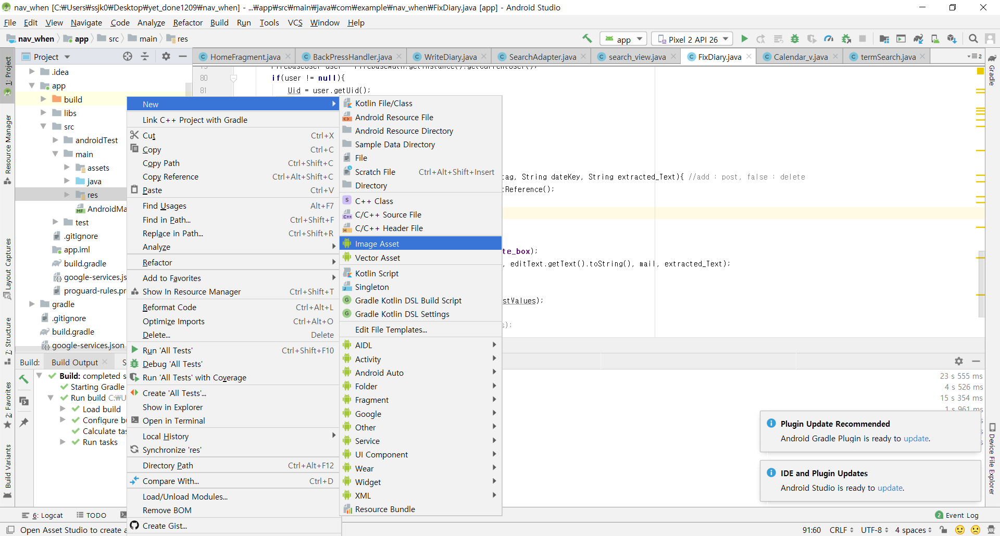 nav_when [C:₩Users₩ssjk0₩Desktop₩yet_done1209₩nav_when] - ...₩app₩src₩main₩java₩com₩example₩nav_when₩FixDiary.java [app] - Android Studio
File Edit View Navigate Code Analyze Refactor Build Run Tools VCS Window Help
nav_when app src main res
app Pixel 2 API 26
Project
HomeFragment.java BackPressHandler.java WriteDiary.java SearchAdapter.java search_view.java FixDiary.java Calendar_v.java termSearch.java 2
1: Project
Resource Manager
Layout Captures
7: Structure
2: Favorites
Build Variants
Gradle
Device File Explorer
.idea
app
build
libs
src
androidTest
main
assets
java
res
AndroidMa
test
.gitignore
app.iml
build.gradle
google-services.js
proguard-rules.pr
gradle
.gitignore
build.gradle
google-services.json
80 if(user != null){
81 Uid = user.getUid();
tag, String dateKey, String extracted_Text){ //add : post, false : delete
tReference();
te_box);
, editText.getText().toString(), mail, extracted_Text);
stValues);
s);
New
Link C++ Project with Gradle
Cut Ctrl+X
Copy Ctrl+C
Copy Path Ctrl+Shift+C
Copy Reference Ctrl+Alt+Shift+C
Paste Ctrl+V
Find Usages Alt+F7
Find in Path... Ctrl+Shift+F
Replace in Path... Ctrl+Shift+R
Analyze
Refactor
Add to Favorites
Show In Resource Manager Ctrl+Shift+T
Reformat Code Ctrl+Alt+L
Optimize Imports Ctrl+Alt+O
Delete... Delete
Run 'All Tests' Ctrl+Shift+F10
Debug 'All Tests'
Run 'All Tests' with Coverage
Create 'All Tests'...
Show in Explorer
Open in Terminal
Local History
Synchronize 'res'
Directory Path Ctrl+Alt+F12
Compare With... Ctrl+D
Load/Unload Modules...
Remove BOM
Create Gist...
Kotlin File/Class
Android Resource File
Android Resource Directory
Sample Data Directory
File
Scratch File Ctrl+Alt+Shift+Insert
Directory
C++ Class
C/C++ Source File
C/C++ Header File
Image Asset
Vector Asset
Kotlin Script
Singleton
Gradle Kotlin DSL Build Script
Gradle Kotlin DSL Settings
Edit File Templates...
AIDL
Activity
Android Auto
Folder
Fragment
Google
Other
Service
UI Component
Wear
Widget
XML
Resource Bundle
Build: Build Output S
Build: completed s
Starting Gradle
Run build C:₩U
Load build
Configure bu
Calculate tas
Run tasks
23 s 555 ms
4 s 526 ms
15 s 354 ms
1 s 961 ms
Plugin Update Recommended
Android Gradle Plugin is ready to update.
IDE and Plugin Updates
Android Studio is ready to update.
6: Logcat TODO
2 Event Log
Open Asset Studio to create a
91:60 CRLF UTF-8 4 spaces